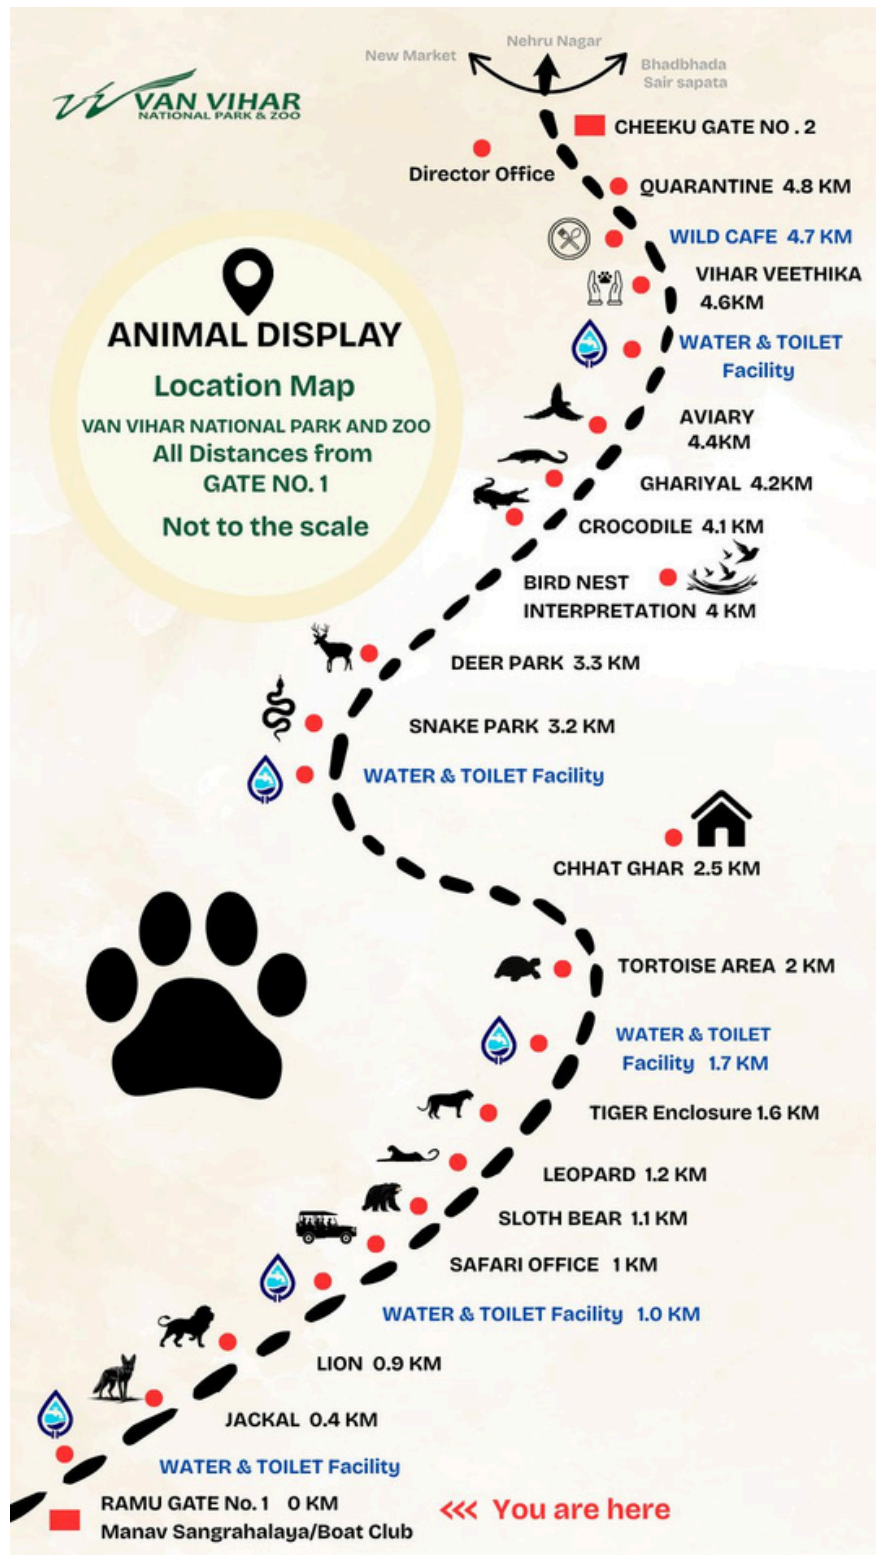 Nehru Nagar
New Market
Bhadbhada
Sair sapata
VAN VIHAR
NATIONAL PARK & ZOO
CHEEKU GATE NO . 2
Director Office
QUARANTINE 4.8 KM
WILD CAFE 4.7 KM
VIHAR VEETHIKA
4.6KM
ANIMAL DISPLAY
Location Map
VAN VIHAR NATIONAL PARK AND ZOO
All Distances from
GATE NO. 1
Not to the scale
WATER & TOILET
Facility
AVIARY
4.4KM
GHARIYAL 4.2KM
CROCODILE 4.1 KM
BIRD NEST
INTERPRETATION 4 KM
DEER PARK 3.3 KM
SNAKE PARK 3.2 KM
WATER & TOILET Facility
CHHAT GHAR 2.5 KM
TORTOISE AREA 2 KM
WATER & TOILET
Facility 1.7 KM
TIGER Enclosure 1.6 KM
LEOPARD 1.2 KM
SLOTH BEAR 1.1 KM
SAFARI OFFICE 1 KM
WATER & TOILET Facility 1.0 KM
LION 0.9 KM
JACKAL 0.4 KM
WATER & TOILET Facility
RAMU GATE No. 1 0 KM
Manav Sangrahalaya/Boat Club
<<< You are here